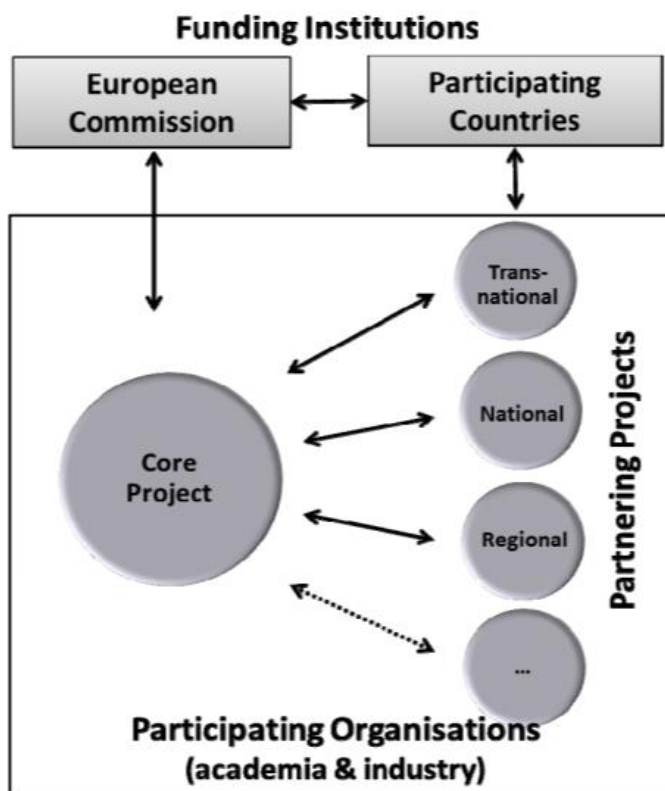 Funding Institutions
European
Commission
Participating
Countries
Trans-
national
National
Core
Project
Regional
...
Partnering Projects
Participating Organisations
(academia & industry)